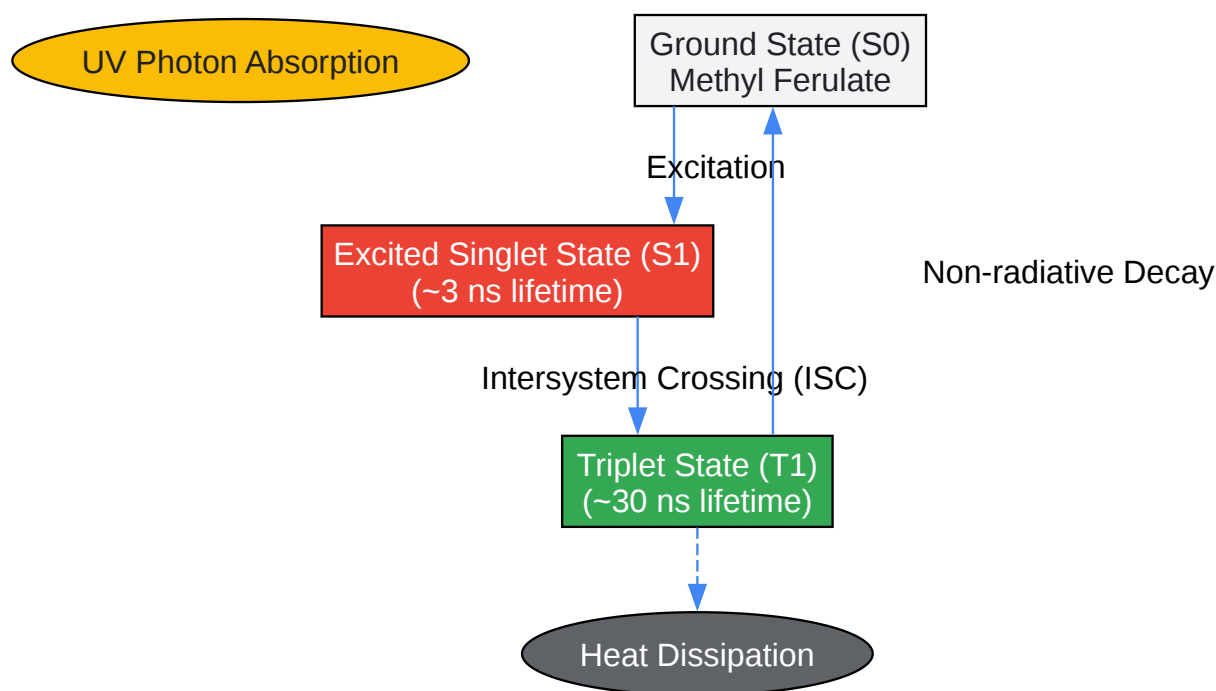 UV Photon Absorption
Ground State (S0)
Methyl Ferulate
Excitation
Excited Singlet State (S1)
(~3 ns lifetime)
Non-radiative Decay
Intersystem Crossing (ISC)
Triplet State (T1)
(~30 ns lifetime)
Heat Dissipation